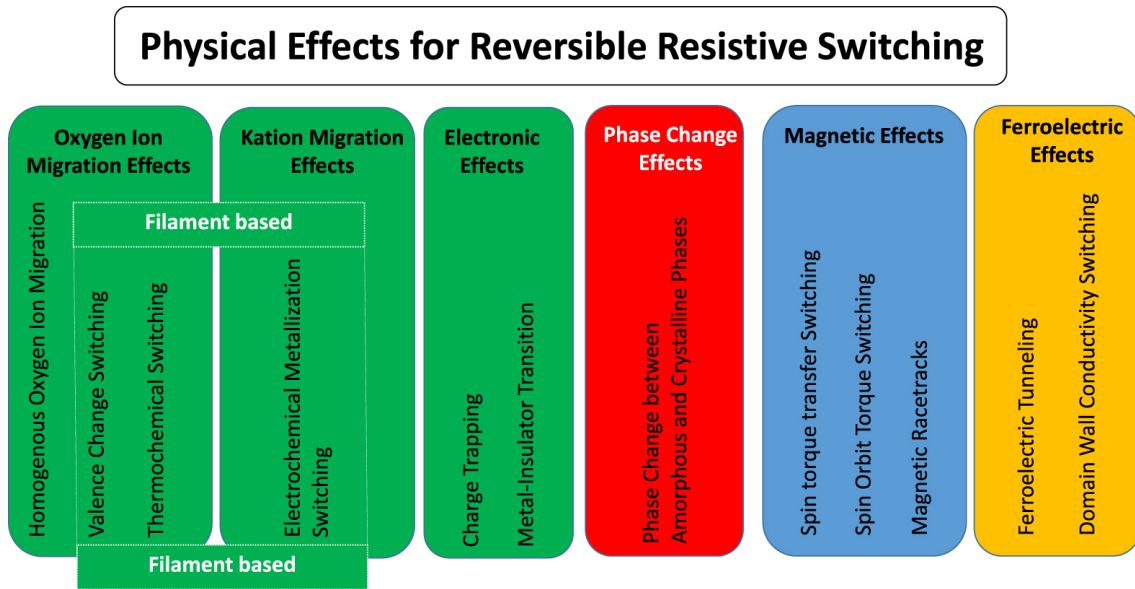 Physical Effects for Reversible Resistive Switching
Oxygen Ion
Migration Effects
Kation Migration
Effects
Filament based
Homogenous Oxygen Ion Migration
Valence Change Switching
Thermochemical Switching
Electrochemical Metallization
Switching
Filament based
Electronic
Effects
Charge Trapping
Metal-Insulator Transition
Phase Change
Effects
Phase Change between
Amorphous and Crystalline Phases
Magnetic Effects
Spin torque transfer Switching
Spin Orbit Torque Switching
Magnetic Racetracks
Ferroelectric
Effects
Ferroelectric Tunneling
Domain Wall Conductivity Switching